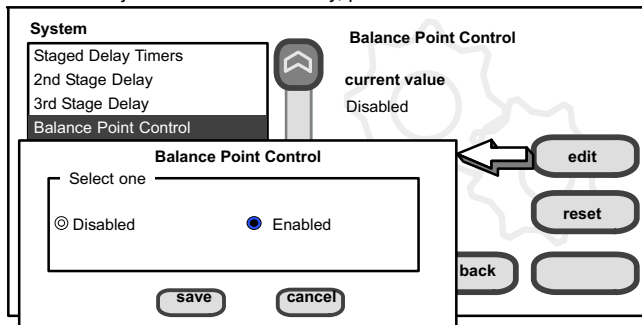 System
Staged Delay Timers
2nd Stage Delay
3rd Stage Delay
Balance Point Control
Balance Point Control
current value
Disabled
edit
reset
back
Balance Point Control
Select one
Disabled
Enabled
save
cancel